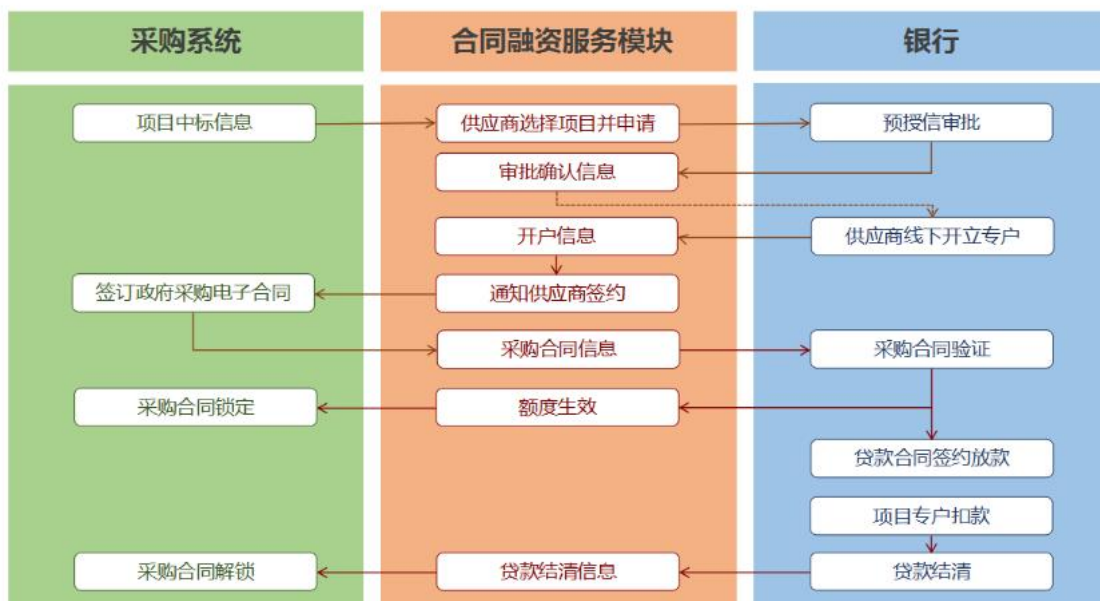 采购系统
合同融资服务模块
银行
项目中标信息
供应商选择项目并申请
预授信审批
审批确认信息
开户信息
供应商线下开立专户
签订政府采购电子合同
通知供应商签约
采购合同信息
采购合同验证
采购合同锁定
额度生效
贷款合同签约放款
项目专户扣款
采购合同解锁
贷款结清信息
贷款结清